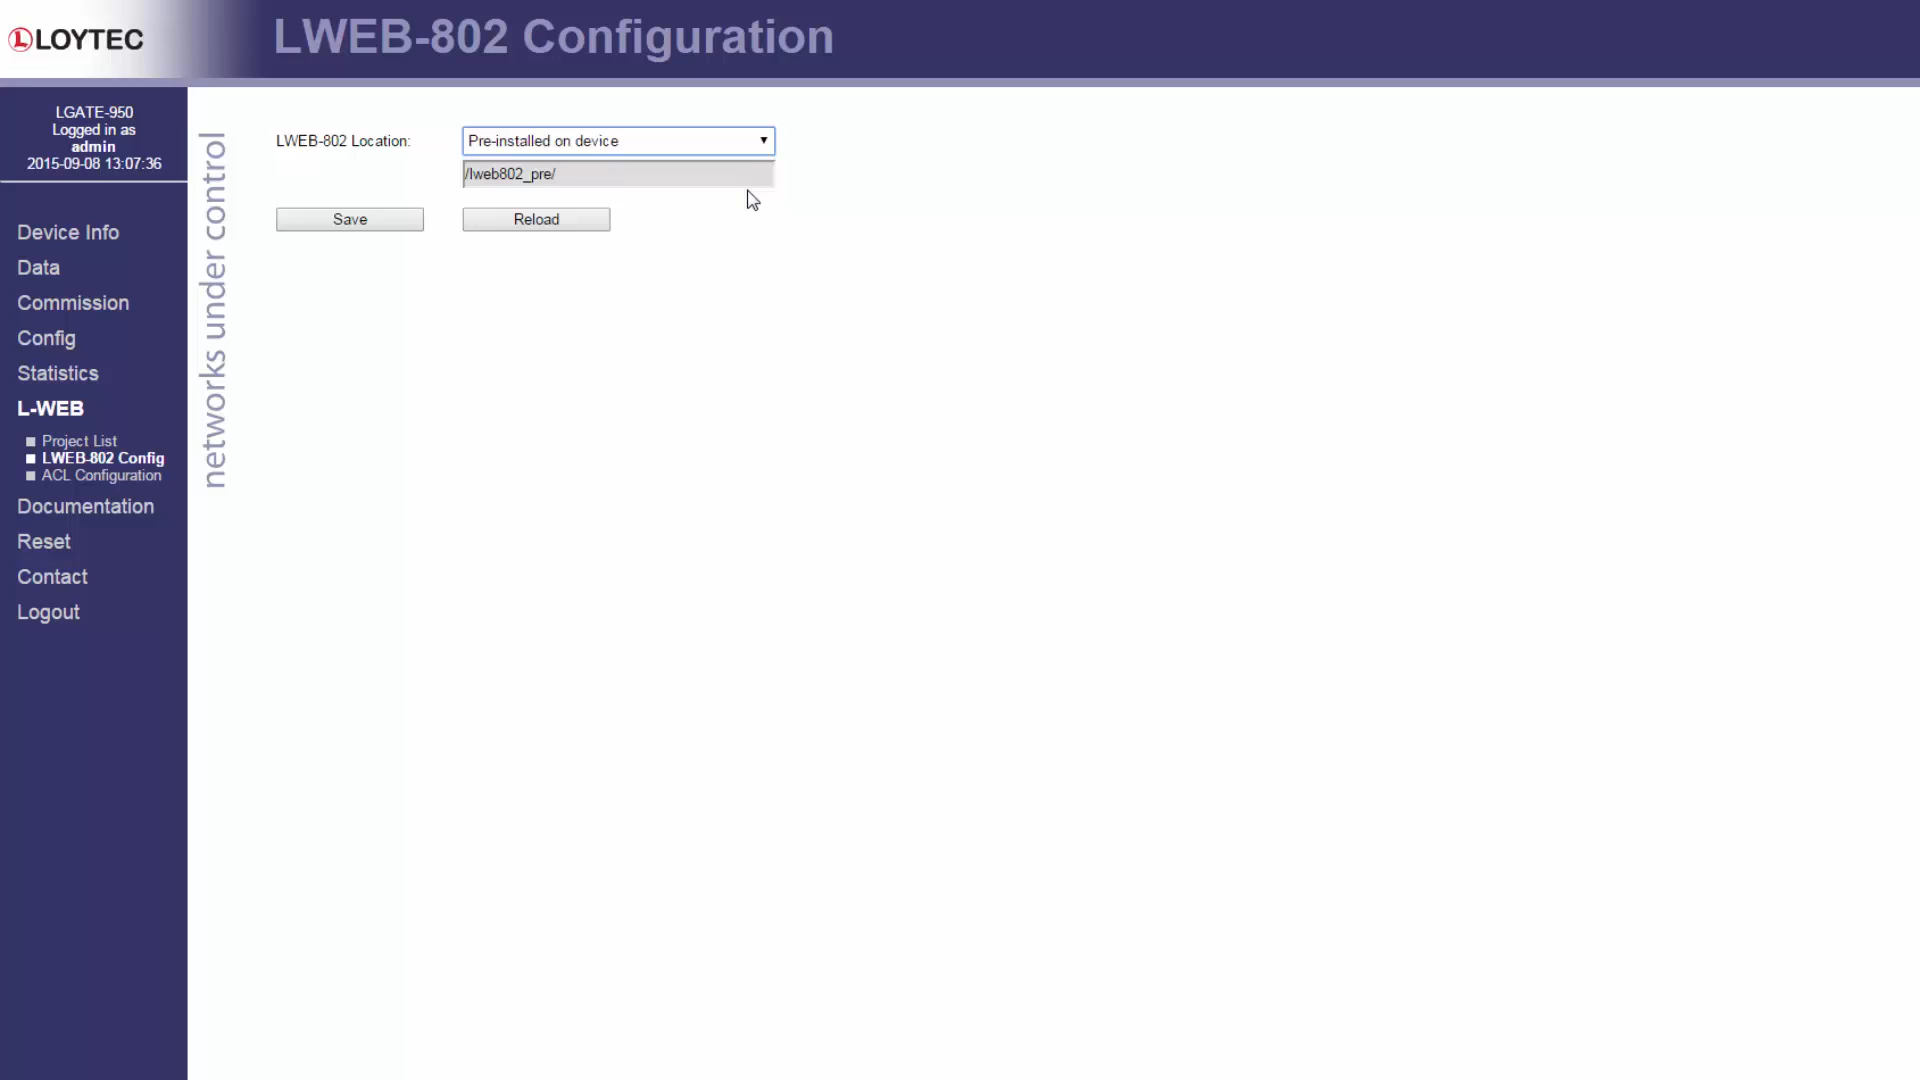 LOYTEC
LWEB-802 Configuration
LGATE-950
Logged in as
admin
2015-09-08 13:07:36
Device Info
Data
Commission
Config
Statistics
L-WEB
Project List
LWEB-802 Config
ACL Configuration
Documentation
Reset
Contact
Logout
networks under control
LWEB-802 Location:
Pre-installed on device
/lweb802_pre/
Save
Reload